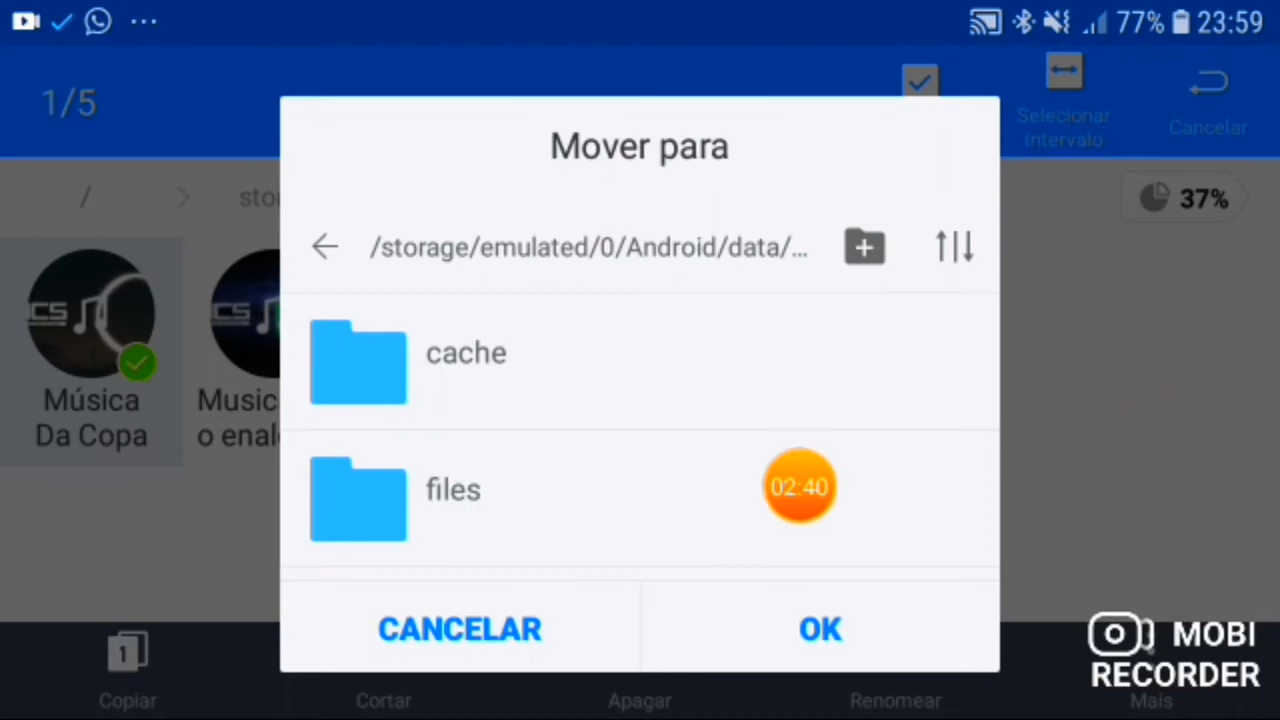 77% 23:59
1/5
Selecionar
intervalo
Cancelar
Mover para
/
37%
/storage/emulated/0/Android/data/...
cache
Música
Da Copa
files
02:40
CANCELAR
OK
MOBI
RECORDER
1
Copiar
Cortar
Apagar
Renomear
Mais